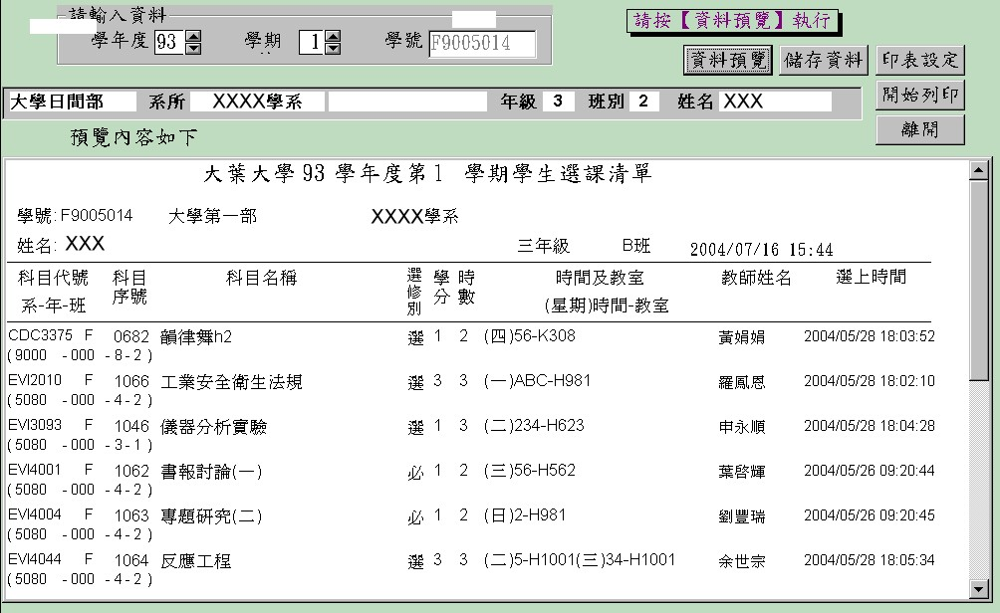 請輸入資料
學年度 93 學期 1 學號 F9005014
請按【資料預覽】執行
資料預覽 儲存資料 印表設定
開始列印
離開
大學日間部 系所 XXXX學系 年級 3 班別 2 姓名 XXX
預覽內容如下
大葉大學 93 學年度第 1 學期學生選課清單
學號: F9005014 大學第一部 XXXX學系
姓名: XXX 三年級 B班 2004/07/16 15:44
科目代號 科目 科目名稱 選修別 學分 時數 時間及教室 教師姓名 選上時間
系-年-班 序號 (星期)時間-教室
CDC3375 F 0682 韻律舞h2 選 1 2 (四)56-K308 黃娟娟 2004/05/28 18:03:52
(9000 -000 -8-2 )
EVI2010 F 1066 工業安全衛生法規 選 3 3 (一)ABC-H981 羅鳳恩 2004/05/28 18:02:10
(5080 -000 -4-2 )
EVI3093 F 1046 儀器分析實驗 選 1 3 (二)234-H623 申永順 2004/05/28 18:04:28
(5080 -000 -3-1 )
EVI4001 F 1062 書報討論(一) 必 1 2 (三)56-H562 葉啓輝 2004/05/26 09:20:44
(5080 -000 -4-2 )
EVI4004 F 1063 專題研究(二) 必 1 2 (日)2-H981 劉豐瑞 2004/05/26 09:20:45
(5080 -000 -4-2 )
EVI4044 F 1064 反應工程 選 3 3 (二)5-H1001(三)34-H1001 余世宗 2004/05/28 18:05:34
(5080 -000 -4-2 )